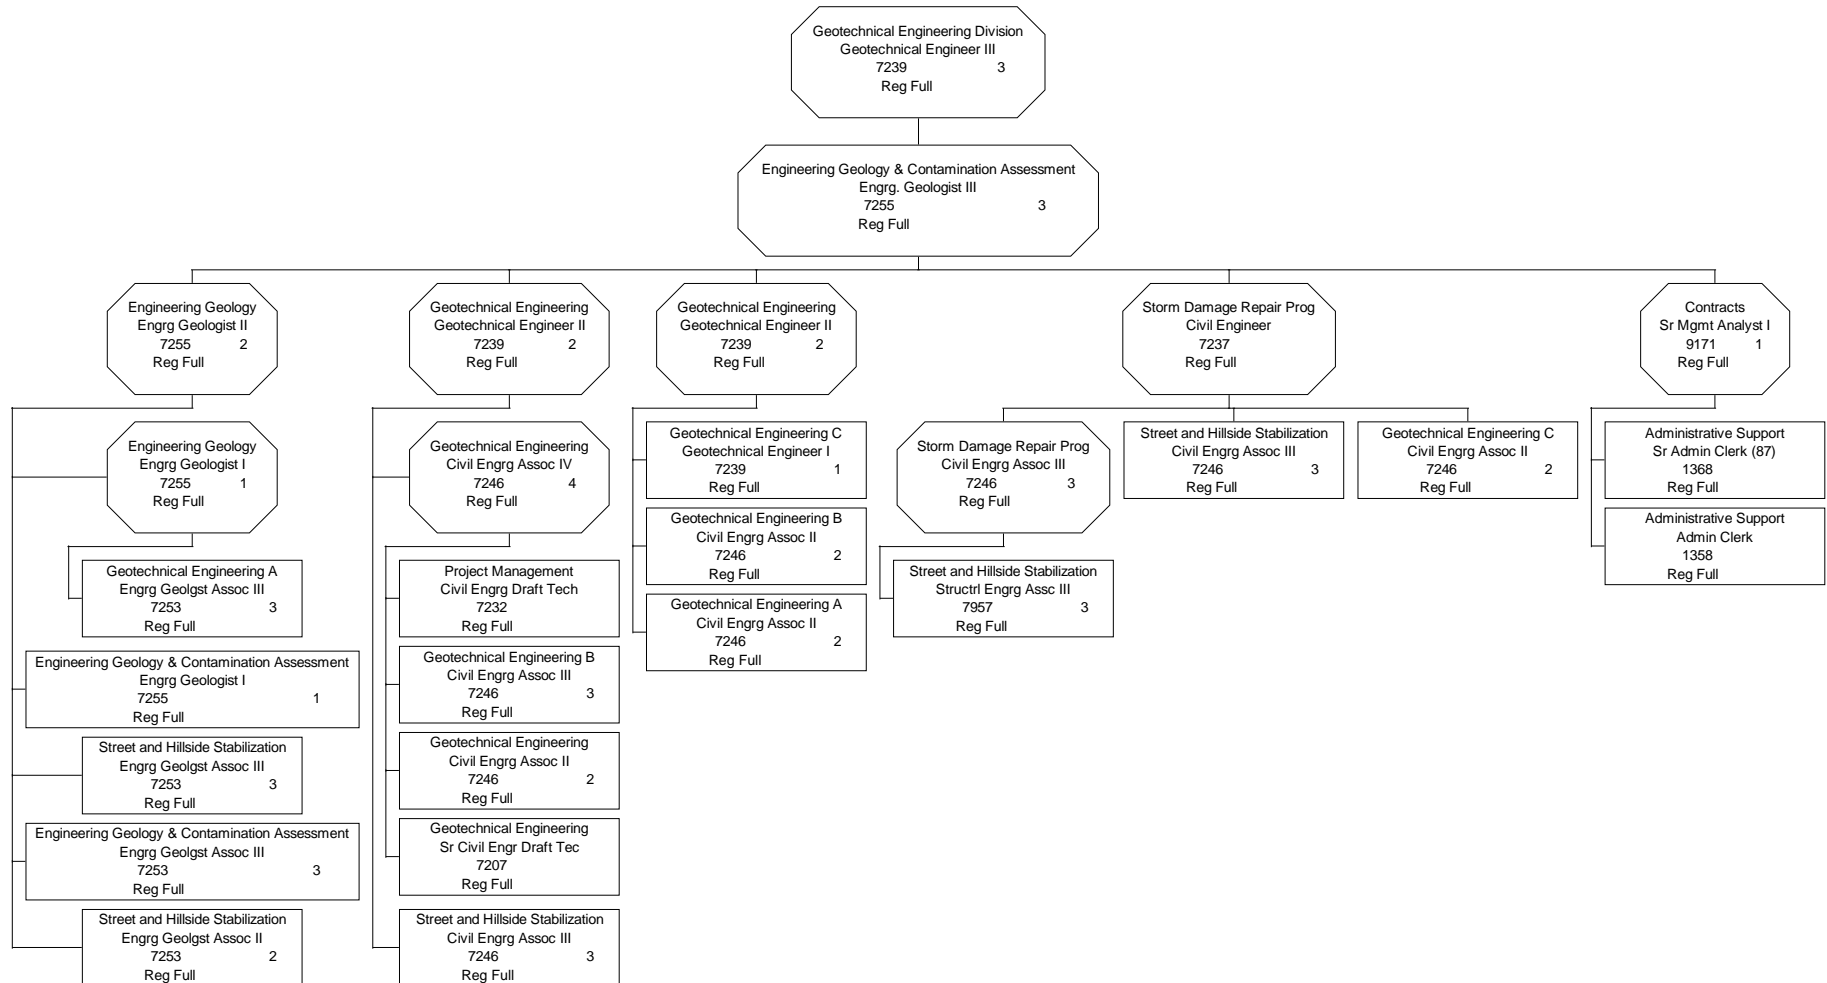 Geotechnical Engineering Division
Geotechnical Engineer III
7239 3
Reg Full
Engineering Geology & Contamination Assessment
Engrg. Geologist III
7255 3
Reg Full
Engineering Geology
Engrg Geologist II
7255 2
Reg Full
Geotechnical Engineering
Geotechnical Engineer II
7239 2
Reg Full
Geotechnical Engineering
Geotechnical Engineer II
7239 2
Reg Full
Storm Damage Repair Prog
Civil Engineer
7237
Reg Full
Contracts
Sr Mgmt Analyst I
9171 1
Reg Full
Engineering Geology
Engrg Geologist I
7255 1
Reg Full
Geotechnical Engineering A
Engrg Geolgst Assoc III
7253 3
Reg Full
Engineering Geology & Contamination Assessment
Engrg Geologist I
7255 1
Reg Full
Street and Hillside Stabilization
Engrg Geolgst Assoc III
7253 3
Reg Full
Engineering Geology & Contamination Assessment
Engrg Geolgst Assoc III
7253 3
Reg Full
Street and Hillside Stabilization
Engrg Geolgst Assoc II
7253 2
Reg Full
Geotechnical Engineering
Civil Engrg Assoc IV
7246 4
Reg Full
Project Management
Civil Engrg Draft Tech
7232
Reg Full
Geotechnical Engineering B
Civil Engrg Assoc III
7246 3
Reg Full
Geotechnical Engineering
Civil Engrg Assoc II
7246 2
Reg Full
Geotechnical Engineering
Sr Civil Engr Draft Tec
7207
Reg Full
Street and Hillside Stabilization
Civil Engrg Assoc III
7246 3
Reg Full
Geotechnical Engineering C
Geotechnical Engineer I
7239 1
Reg Full
Geotechnical Engineering B
Civil Engrg Assoc II
7246 2
Reg Full
Geotechnical Engineering A
Civil Engrg Assoc II
7246 2
Reg Full
Storm Damage Repair Prog
Civil Engrg Assoc III
7246 3
Reg Full
Street and Hillside Stabilization
Structrl Engrg Assc III
7957 3
Reg Full
Street and Hillside Stabilization
Civil Engrg Assoc III
7246 3
Reg Full
Geotechnical Engineering C
Civil Engrg Assoc II
7246 2
Reg Full
Administrative Support
Sr Admin Clerk (87)
1368
Reg Full
Administrative Support
Admin Clerk
1358
Reg Full